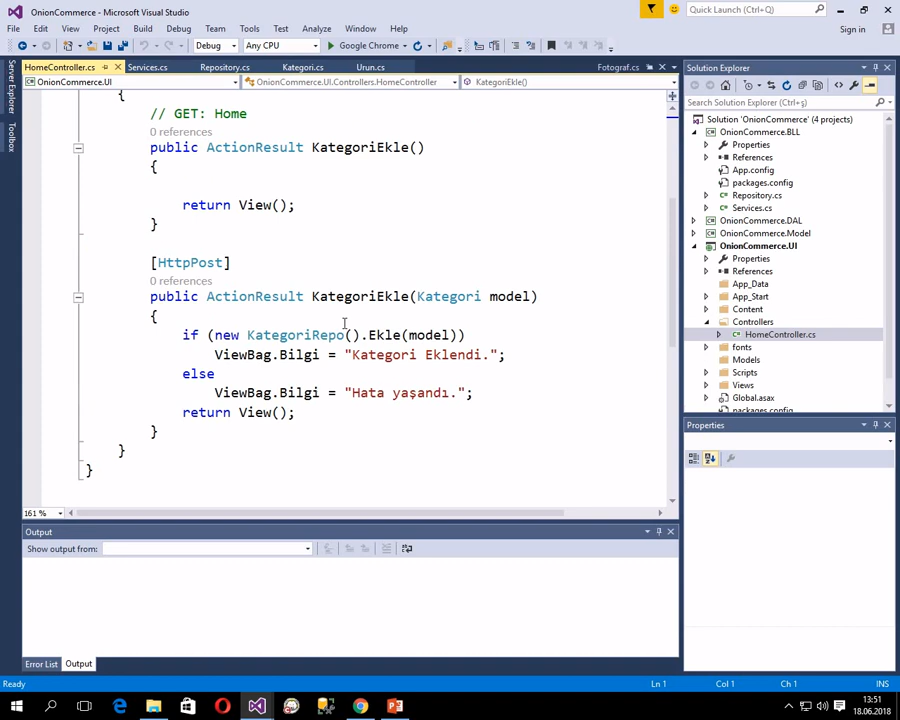 OnionCommerce - Microsoft Visual Studio
Quick Launch (Ctrl+Q)
File Edit View Project Build Debug Team Tools Test Analyze Window Help
Sign in
Debug Any CPU Google Chrome
HomeController.cs Services.cs Repository.cs Kategori.cs Urun.cs Fotograf.cs
OnionCommerce.UI OnionCommerce.UI.Controllers.HomeController KategoriEkle()
Server Explorer
Toolbox
{
// GET: Home
0 references
public ActionResult KategoriEkle()
{
return View();
}
[HttpPost]
0 references
public ActionResult KategoriEkle(Kategori model)
{
if (new KategoriRepo().Ekle(model))
ViewBag.Bilgi = "Kategori Eklendi.";
else
ViewBag.Bilgi = "Hata yaşandı.";
return View();
}
}
}
161 %
Solution Explorer
Search Solution Explorer (Ctrl+ş)
Solution 'OnionCommerce' (4 projects)
OnionCommerce.BLL
Properties
References
App.config
packages.config
Repository.cs
Services.cs
OnionCommerce.DAL
OnionCommerce.Model
OnionCommerce.UI
Properties
References
App_Data
App_Start
Content
Controllers
HomeController.cs
fonts
Models
Scripts
Views
Global.asax
packages.config
Properties
Output
Show output from:
Error List Output
Ready Ln 1 Col 1 Ch 1 INS
13:51
18.06.2018